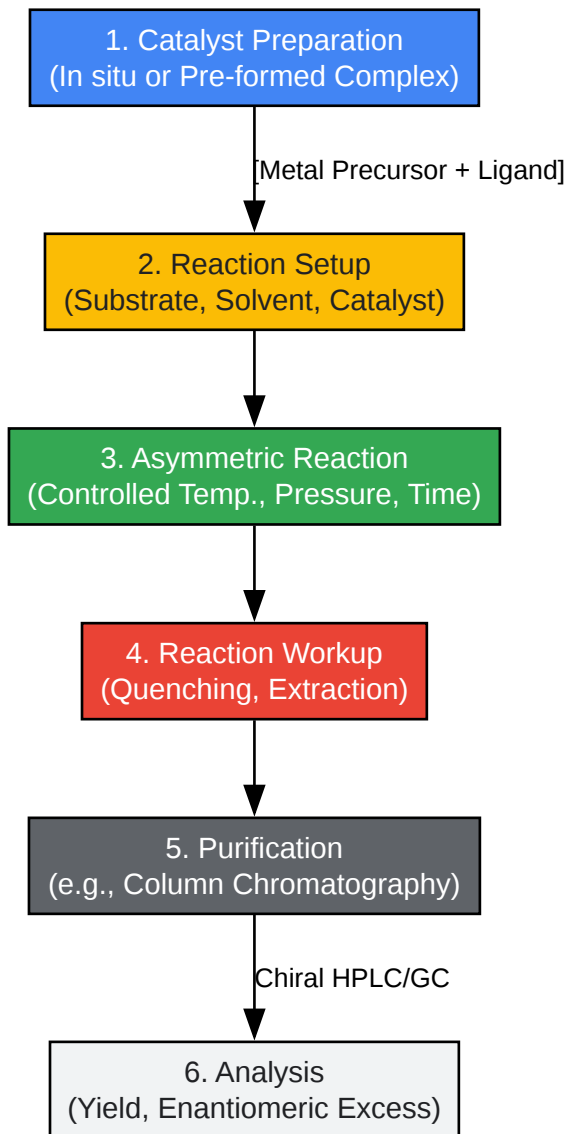 1. Catalyst Preparation
(In situ or Pre-formed Complex)
[Metal Precursor + Ligand]
2. Reaction Setup
(Substrate, Solvent, Catalyst)
3. Asymmetric Reaction
(Controlled Temp., Pressure, Time)
4. Reaction Workup
(Quenching, Extraction)
5. Purification
(e.g., Column Chromatography)
Chiral HPLC/GC
6. Analysis
(Yield, Enantiomeric Excess)